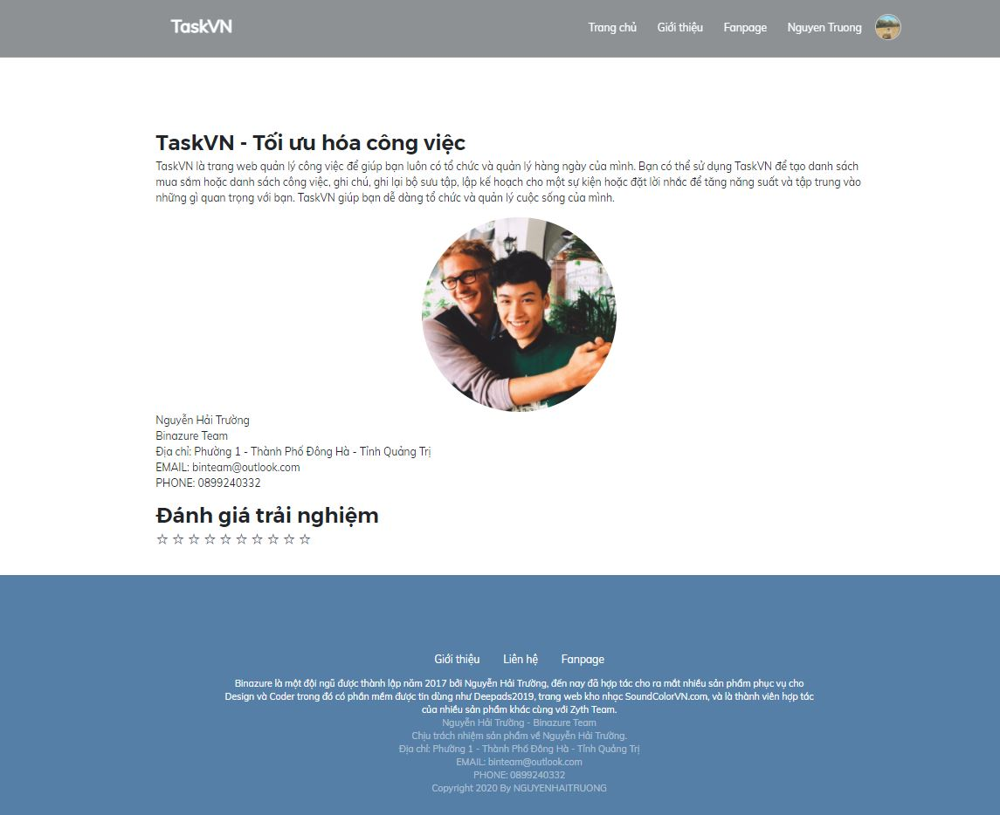 TaskVN
Trang chủ Giới thiệu Fanpage Nguyen Truong
TaskVN - Tối ưu hóa công việc
TaskVN là trang web quản lý công việc để giúp bạn luôn có tổ chức và quản lý hàng ngày của mình. Bạn có thể sử dụng TaskVN để tạo danh sách
mua sắm hoặc danh sách công việc, ghi chú, ghi lại bộ sưu tập, lập kế hoạch cho một sự kiện hoặc đặt lời nhắc để tăng năng suất và tập trung vào
những gì quan trọng với bạn. TaskVN giúp bạn dễ dàng tổ chức và quản lý cuộc sống của mình.
Nguyễn Hải Trường
Binazure Team
Địa chỉ: Phường 1 - Thành Phố Đông Hà - Tỉnh Quảng Trị
EMAIL: binteam@outlook.com
PHONE: 0899240332
Đánh giá trải nghiệm
☆ ☆ ☆ ☆ ☆ ☆ ☆ ☆ ☆ ☆
Giới thiệu Liên hệ Fanpage
Binazure là một đội ngũ được thành lập năm 2017 bởi Nguyễn Hải Trường, đến nay đã hợp tác cho ra mắt nhiều sản phẩm phục vụ cho
Design và Coder trong đó có phần mềm được tin dùng như Deepads2019, trang web kho nhạc SoundColorVN.com, và là thành viên hợp tác
của nhiều sản phẩm khác cùng với Zyth Team.
Nguyễn Hải Trường - Binazure Team
Chịu trách nhiệm sản phẩm về Nguyễn Hải Trường.
Địa chỉ: Phường 1 - Thành Phố Đông Hà - Tỉnh Quảng Trị
EMAIL: binteam@outlook.com
PHONE: 0899240332
Copyright 2020 By NGUYENHAITRUONG